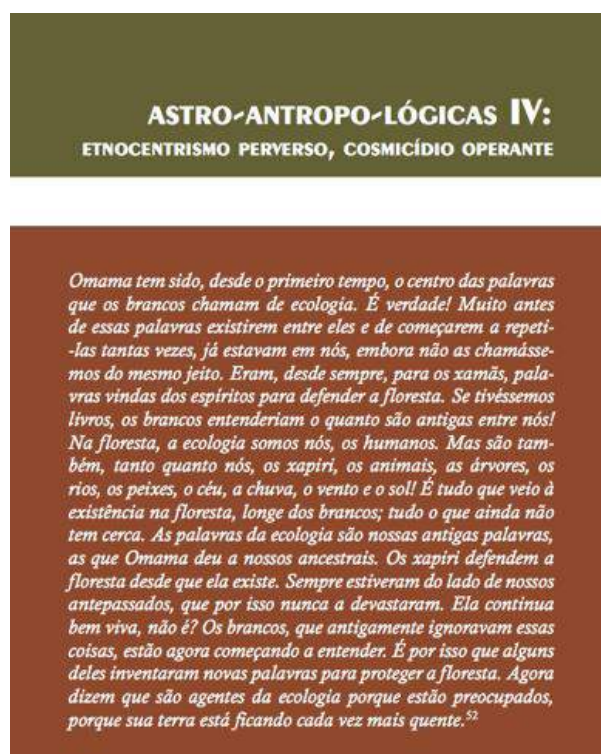 ASTRO-ANTROPO-LÓGICAS IV:
ETNOCENTRISMO PERVERSO, COSMICÍDIO OPERANTE
Omama tem sido, desde o primeiro tempo, o centro das palavras
que os brancos chamam de ecologia. É verdade! Muito antes
de essas palavras existirem entre eles e de começarem a repeti-
-las tantas vezes, já estavam em nós, embora não as chamásse-
mos do mesmo jeito. Eram, desde sempre, para os xamãs, pala-
vras vindas dos espíritos para defender a floresta. Se tivéssemos
livros, os brancos entenderiam o quanto são antigas entre nós!
Na floresta, a ecologia somos nós, os humanos. Mas são tam-
bém, tanto quanto nós, os xapiri, os animais, as árvores, os
rios, os peixes, o céu, a chuva, o vento e o sol! É tudo que veio à
existência na floresta, longe dos brancos; tudo o que ainda não
tem cerca. As palavras da ecologia são nossas antigas palavras,
as que Omama deu a nossos ancestrais. Os xapiri defendem a
floresta desde que ela existe. Sempre estiveram do lado de nossos
antepassados, que por isso nunca a devastaram. Ela continua
bem viva, não é? Os brancos, que antigamente ignoravam essas
coisas, estão agora começando a entender. É por isso que alguns
deles inventaram novas palavras para proteger a floresta. Agora
dizem que são agentes da ecologia porque estão preocupados,
porque sua terra está ficando cada vez mais quente.52